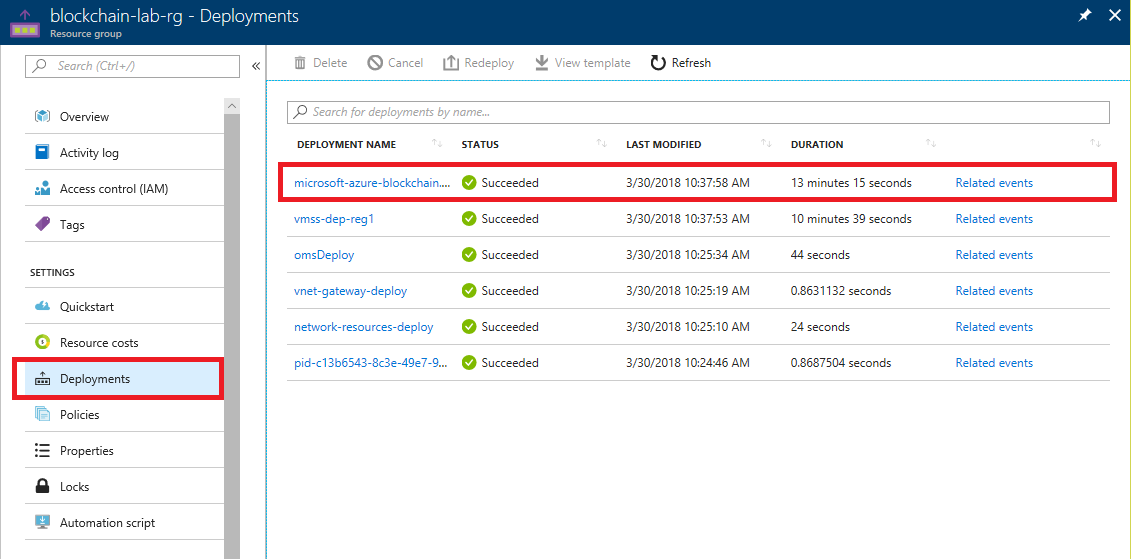 blockchain-lab-rg - Deployments
Resource group
Search (Ctrl+/)
Overview
Activity log
Access control (IAM)
Tags
SETTINGS
Quickstart
Resource costs
Deployments
Policies
Properties
Locks
Automation script
Delete Cancel Redeploy View template Refresh
Search for deployments by name...
DEPLOYMENT NAME STATUS LAST MODIFIED DURATION
microsoft-azure-blockchain.... Succeeded 3/30/2018 10:37:58 AM 13 minutes 15 seconds Related events
vmss-dep-reg1 Succeeded 3/30/2018 10:37:53 AM 10 minutes 39 seconds Related events
omsDeploy Succeeded 3/30/2018 10:25:34 AM 44 seconds Related events
vnet-gateway-deploy Succeeded 3/30/2018 10:25:19 AM 0.8631132 seconds Related events
network-resources-deploy Succeeded 3/30/2018 10:25:10 AM 24 seconds Related events
pid-c13b6543-8c3e-49e7-9... Succeeded 3/30/2018 10:24:46 AM 0.8687504 seconds Related events